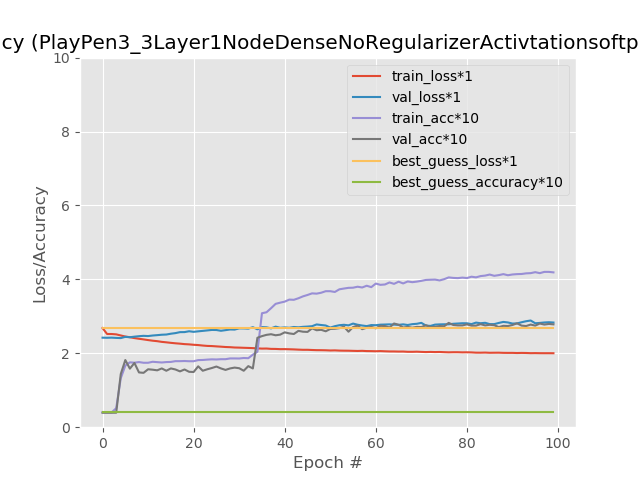 cy (PlayPen3_3Layer1NodeDenseNoRegularizerActivtationsoftp
10
8
6
4
2
0
Loss/Accuracy
train_loss*1
val_loss*1
train_acc*10
val_acc*10
best_guess_loss*1
best_guess_accuracy*10
0 20 40 60 80 100
Epoch #